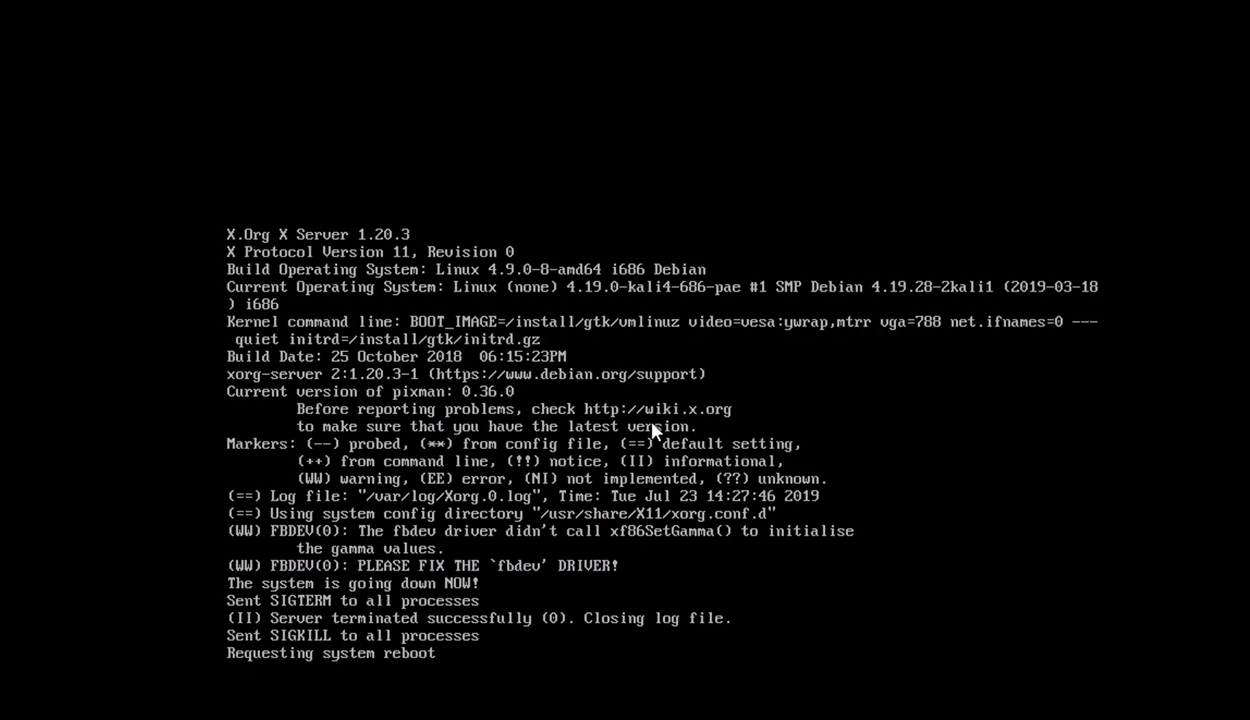 X.Org X Server 1.20.3
X Protocol Version 11, Revision 0
Build Operating System: Linux 4.9.0-8-amd64 i686 Debian
Current Operating System: Linux (none) 4.19.0-kali4-686-pae #1 SMP Debian 4.19.28-2kali1 (2019-03-18
) i686
Kernel command line: BOOT_IMAGE=/install/gtk/vmlinuz video=vesa:ywrap,mtrr vga=788 net.ifnames=0 ---
 quiet initrd=/install/gtk/initrd.gz
Build Date: 25 October 2018  06:15:23PM
xorg-server 2:1.20.3-1 (https://www.debian.org/support)
Current version of pixman: 0.36.0
        Before reporting problems, check http://wiki.x.org
        to make sure that you have the latest version.
Markers: (--) probed, (**) from config file, (==) default setting,
        (++) from command line, (!!) notice, (II) informational,
        (WW) warning, (EE) error, (NI) not implemented, (??) unknown.
(==) Log file: "/var/log/Xorg.0.log", Time: Tue Jul 23 14:27:46 2019
(==) Using system config directory "/usr/share/X11/xorg.conf.d"
(WW) FBDEV(0): The fbdev driver didn't call xf86SetGamma() to initialise
        the gamma values.
(WW) FBDEV(0): PLEASE FIX THE `fbdev' DRIVER!
The system is going down NOW!
Sent SIGTERM to all processes
(II) Server terminated successfully (0). Closing log file.
Sent SIGKILL to all processes
Requesting system reboot